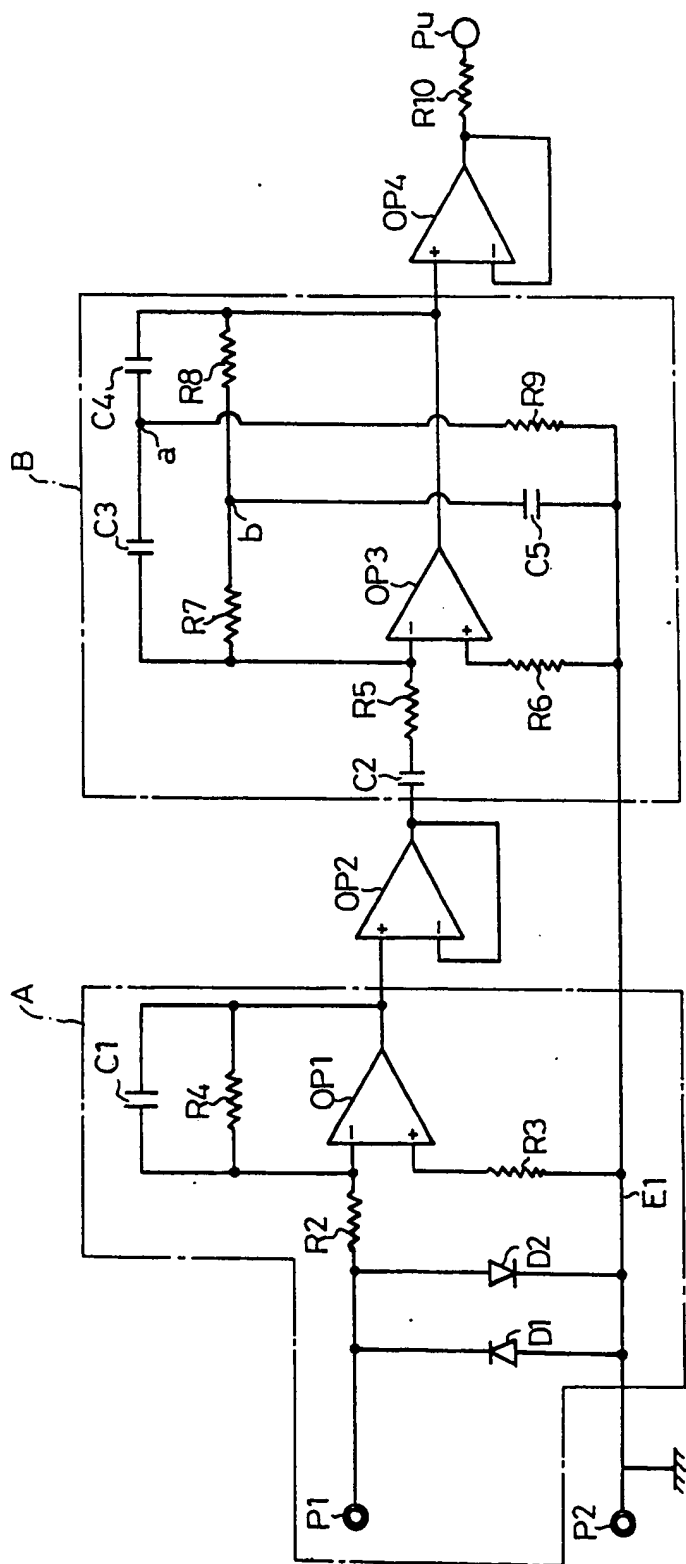 A
B
C1
R4
OP1
+
−
R2
R3
D1
D2
E1
P1
P2
OP2
+
−
C2
R5
C3
a
C4
R7
b
R8
OP3
−
+
R6
C5
R9
OP4
+
−
R10
Pu